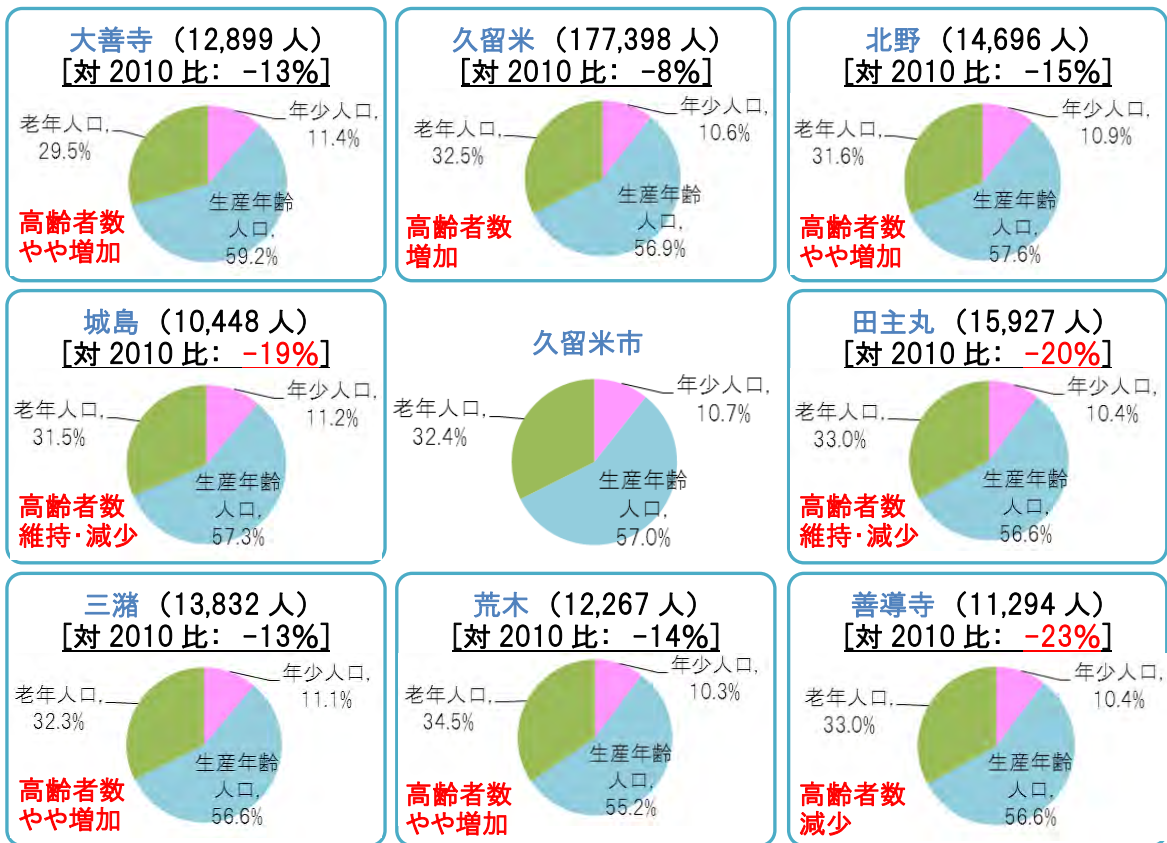 大善寺 (12,899 人)
[対 2010 比: -13%]
老年人口,
29.5%
年少人口,
11.4%
生産年齢
人口,
59.2%
高齢者数
やや増加
久留米 (177,398 人)
[対 2010 比: -8%]
老年人口,
32.5%
年少人口,
10.6%
生産年齢
人口,
56.9%
高齢者数
増加
北野 (14,696 人)
[対 2010 比: -15%]
老年人口,
31.6%
年少人口,
10.9%
生産年齢
人口,
57.6%
高齢者数
やや増加
城島 (10,448 人)
[対 2010 比: -19%]
老年人口,
31.5%
年少人口,
11.2%
生産年齢
人口,
57.3%
高齢者数
維持・減少
久留米市
老年人口,
32.4%
年少人口,
10.7%
生産年齢
人口,
57.0%
田主丸 (15,927 人)
[対 2010 比: -20%]
老年人口,
33.0%
年少人口,
10.4%
生産年齢
人口,
56.6%
高齢者数
維持・減少
三潴 (13,832 人)
[対 2010 比: -13%]
老年人口,
32.3%
年少人口,
11.1%
生産年齢
人口,
56.6%
高齢者数
やや増加
荒木 (12,267 人)
[対 2010 比: -14%]
老年人口,
34.5%
年少人口,
10.3%
生産年齢
人口,
55.2%
高齢者数
やや増加
善導寺 (11,294 人)
[対 2010 比: -23%]
老年人口,
33.0%
年少人口,
10.4%
生産年齢
人口,
56.6%
高齢者数
減少